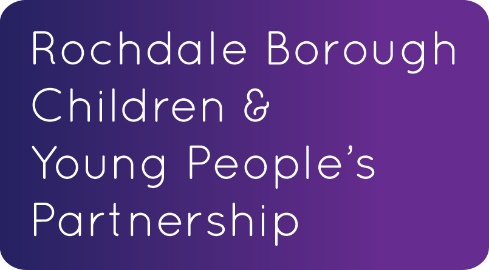 Rochdale Borough
Children &
Young People’s
Partnership